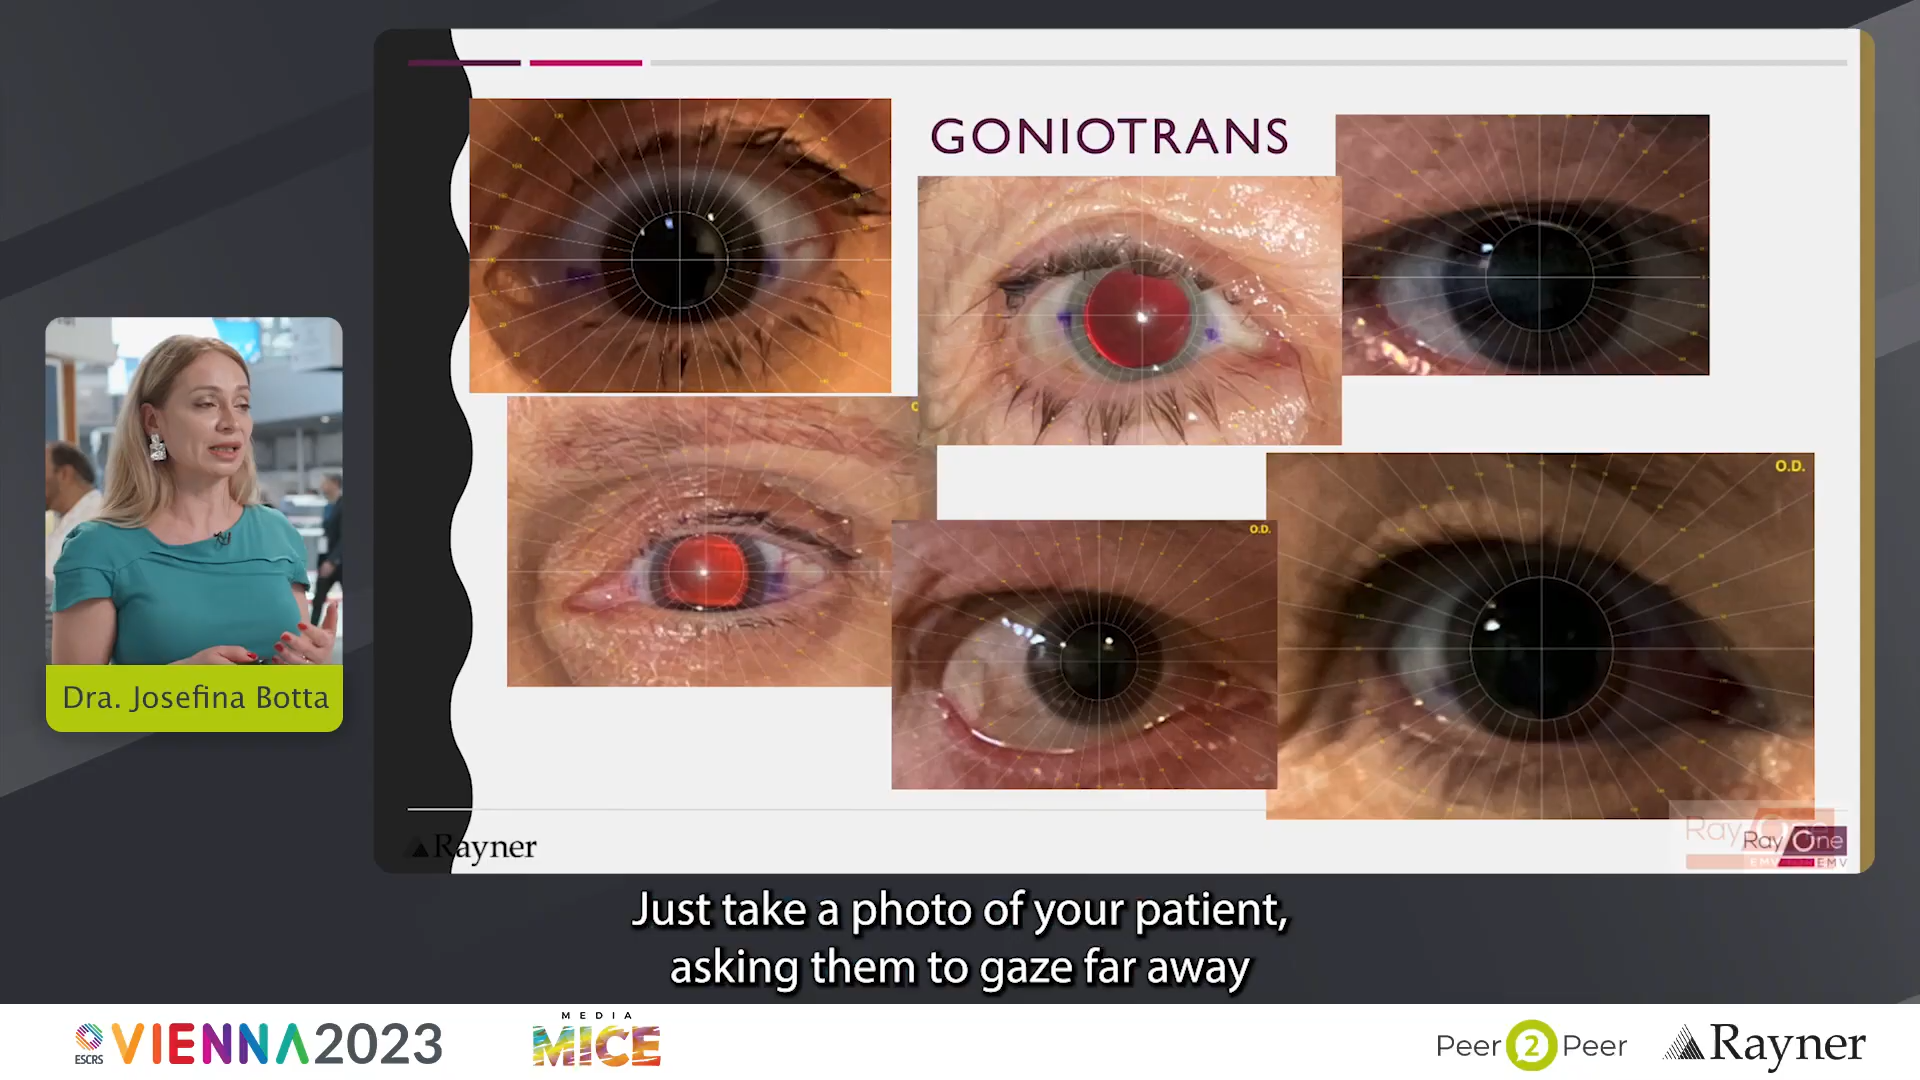 GONIOTRANS
O.D.
O.D.
Dra. Josefina Botta
Rayner
RayOne
EMV
Just take a photo of your patient,
asking them to gaze far away
ESCRS
VIENNA2023
MEDIA
MICE
Peer 2 Peer
Rayner